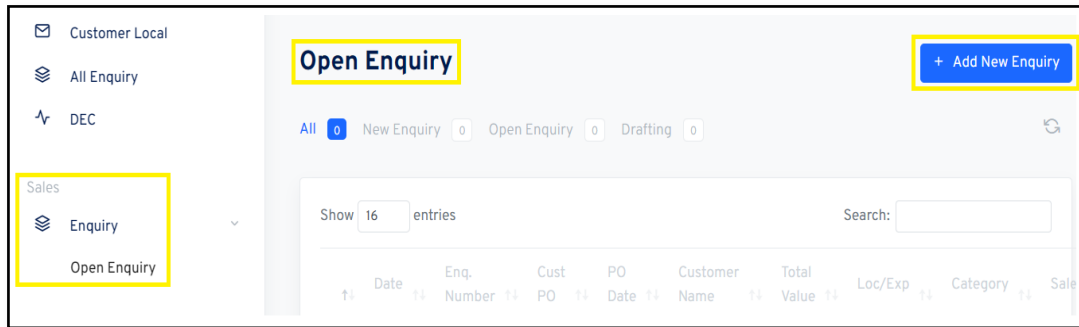 Customer Local
All Enquiry
DEC
Sales
Enquiry
Open Enquiry
Open Enquiry
+ Add New Enquiry
All 0 New Enquiry 0 Open Enquiry 0 Drafting 0
Show 16 entries Search:
Date Enq. Number Cust PO PO Date Customer Name Total Value Loc/Exp Category Sale